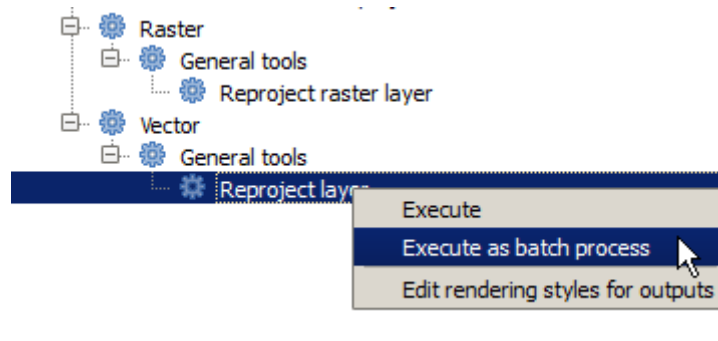 Raster
General tools
Reproject raster layer
Vector
General tools
Reproject layer
Execute
Execute as batch process
Edit rendering styles for outputs